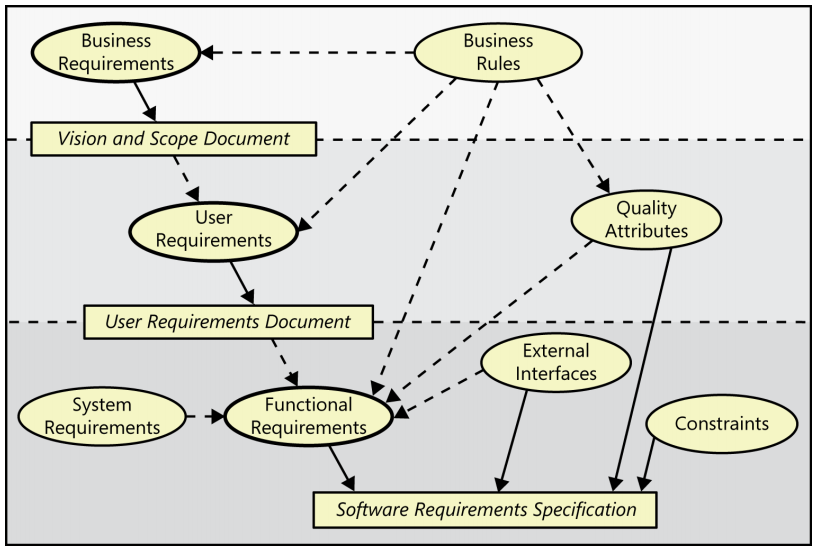 Business
Requirements
Business
Rules
Vision and Scope Document
User
Requirements
Quality
Attributes
User Requirements Document
External
Interfaces
System
Requirements
Functional
Requirements
Constraints
Software Requirements Specification